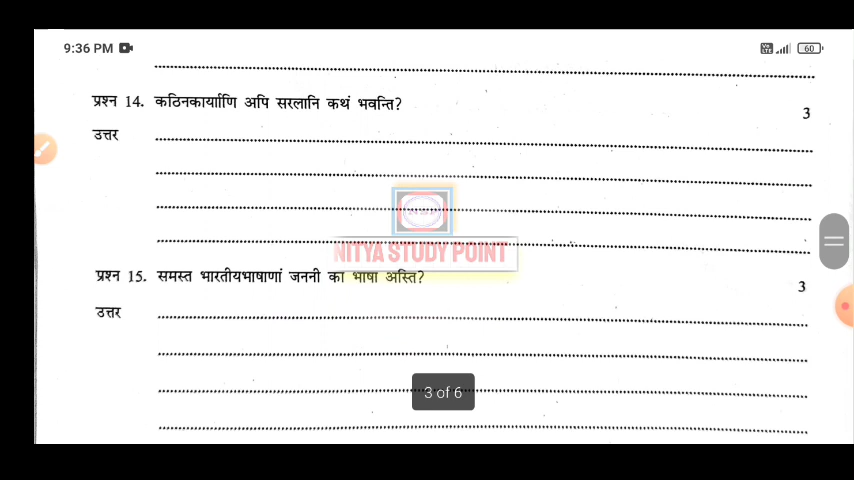 9:36 PM
60
प्रश्न 14. कठिनकार्याणि अपि सरलानि कथं भवन्ति?
3
उत्तर
NSP
NITYA STUDY POINT
प्रश्न 15. समस्त भारतीयभाषाणां जननी का भाषा अस्ति?
3
उत्तर
3 of 6